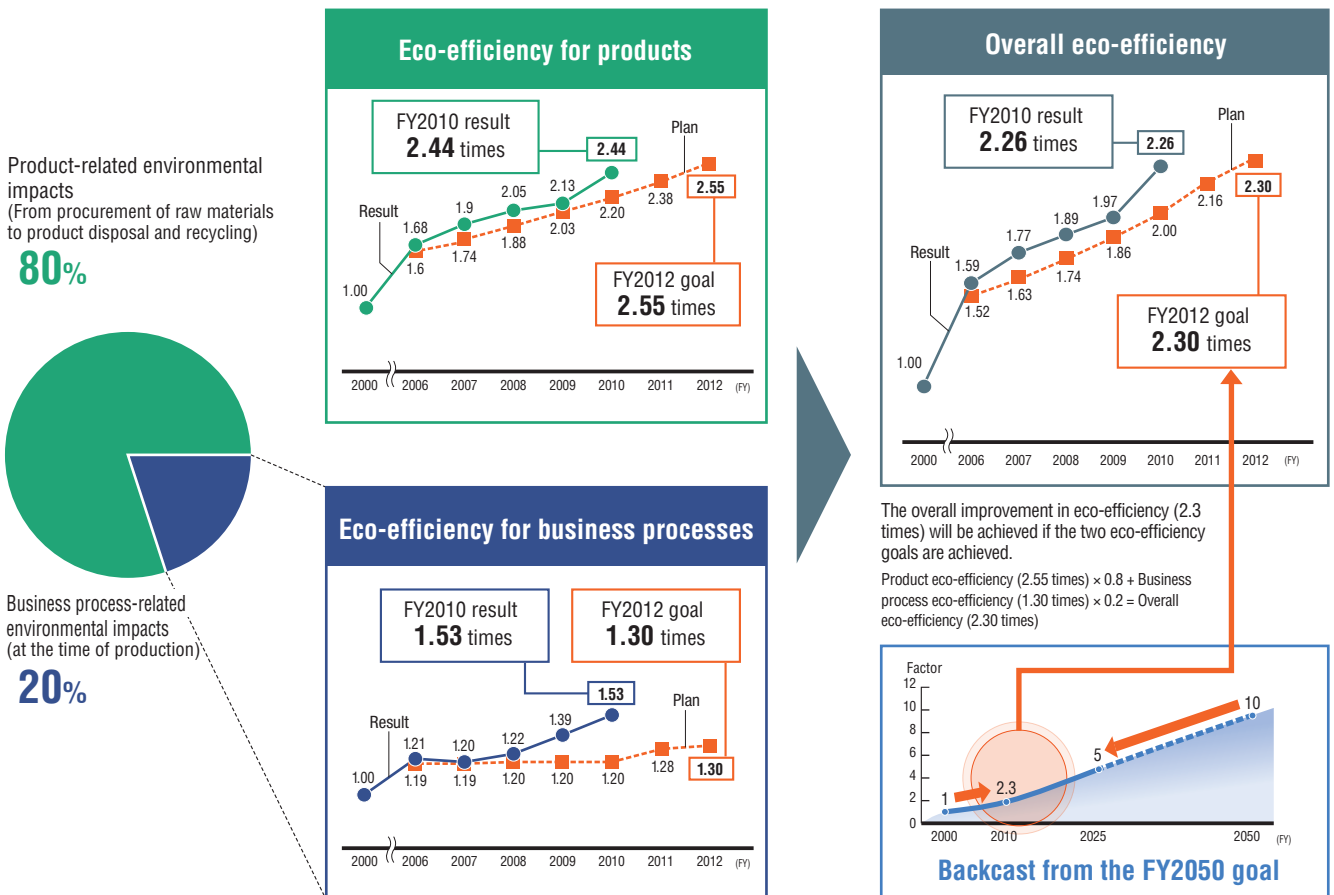 Product-related environmental
impacts
(From procurement of raw materials
to product disposal and recycling)
80%
Business process-related
environmental impacts
(at the time of production)
20%
Eco-efficiency for products
FY2010 result
2.44 times
Plan
2.44
2.55
Result
1.00
1.68
1.9
2.05
2.13
1.6
1.74
1.88
2.03
2.20
2.38
FY2012 goal
2.55 times
2000 2006 2007 2008 2009 2010 2011 2012 (FY)
Eco-efficiency for business processes
FY2010 result
1.53 times
FY2012 goal
1.30 times
1.53
Plan
Result
1.00
1.21
1.20
1.22
1.39
1.19
1.19
1.20
1.20
1.20
1.28
1.30
2000 2006 2007 2008 2009 2010 2011 2012 (FY)
Overall eco-efficiency
FY2010 result
2.26 times
Plan
2.26
2.30
Result
1.00
1.59
1.77
1.89
1.97
1.52
1.63
1.74
1.86
2.00
2.16
FY2012 goal
2.30 times
2000 2006 2007 2008 2009 2010 2011 2012 (FY)
The overall improvement in eco-efficiency (2.3
times) will be achieved if the two eco-efficiency
goals are achieved.
Product eco-efficiency (2.55 times) × 0.8 + Business
process eco-efficiency (1.30 times) × 0.2 = Overall
eco-efficiency (2.30 times)
Factor
12
10
8
6
4
2
0
1
2.3
5
10
2000 2010 2025 2050 (FY)
Backcast from the FY2050 goal